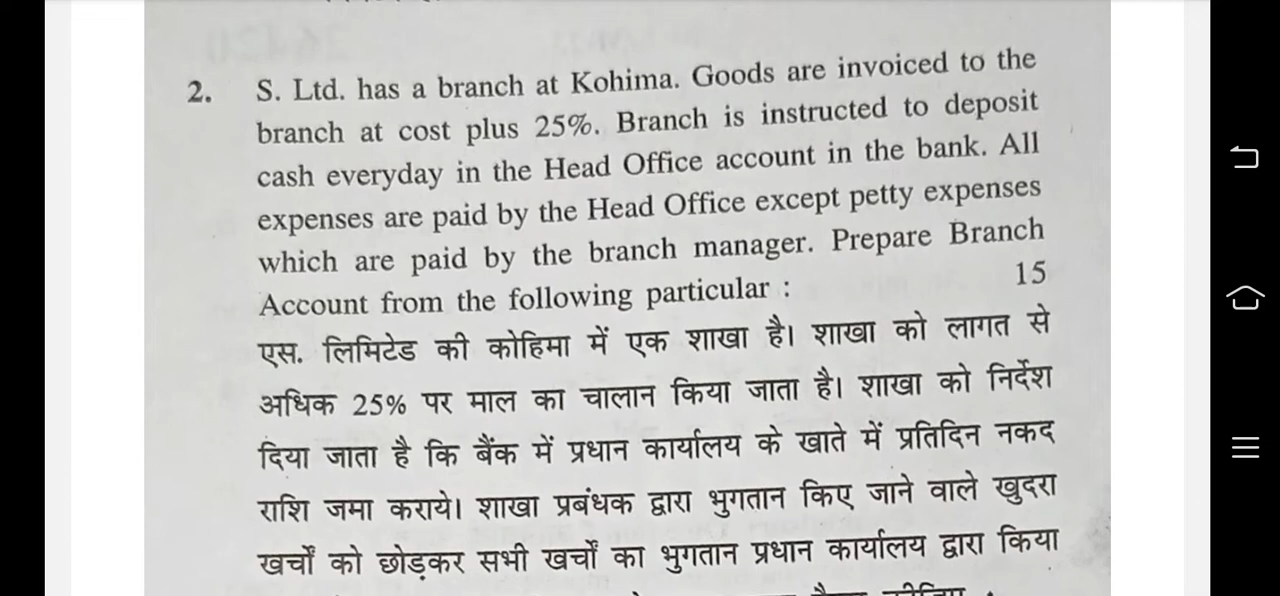 2. S. Ltd. has a branch at Kohima. Goods are invoiced to the
branch at cost plus 25%. Branch is instructed to deposit
cash everyday in the Head Office account in the bank. All
expenses are paid by the Head Office except petty expenses
which are paid by the branch manager. Prepare Branch
Account from the following particular : 15
एस. लिमिटेड की कोहिमा में एक शाखा है। शाखा को लागत से
अधिक 25% पर माल का चालान किया जाता है। शाखा को निर्देश
दिया जाता है कि बैंक में प्रधान कार्यालय के खाते में प्रतिदिन नकद
राशि जमा कराये। शाखा प्रबंधक द्वारा भुगतान किए जाने वाले खुदरा
खर्चों को छोड़कर सभी खर्चों का भुगतान प्रधान कार्यालय द्वारा किया